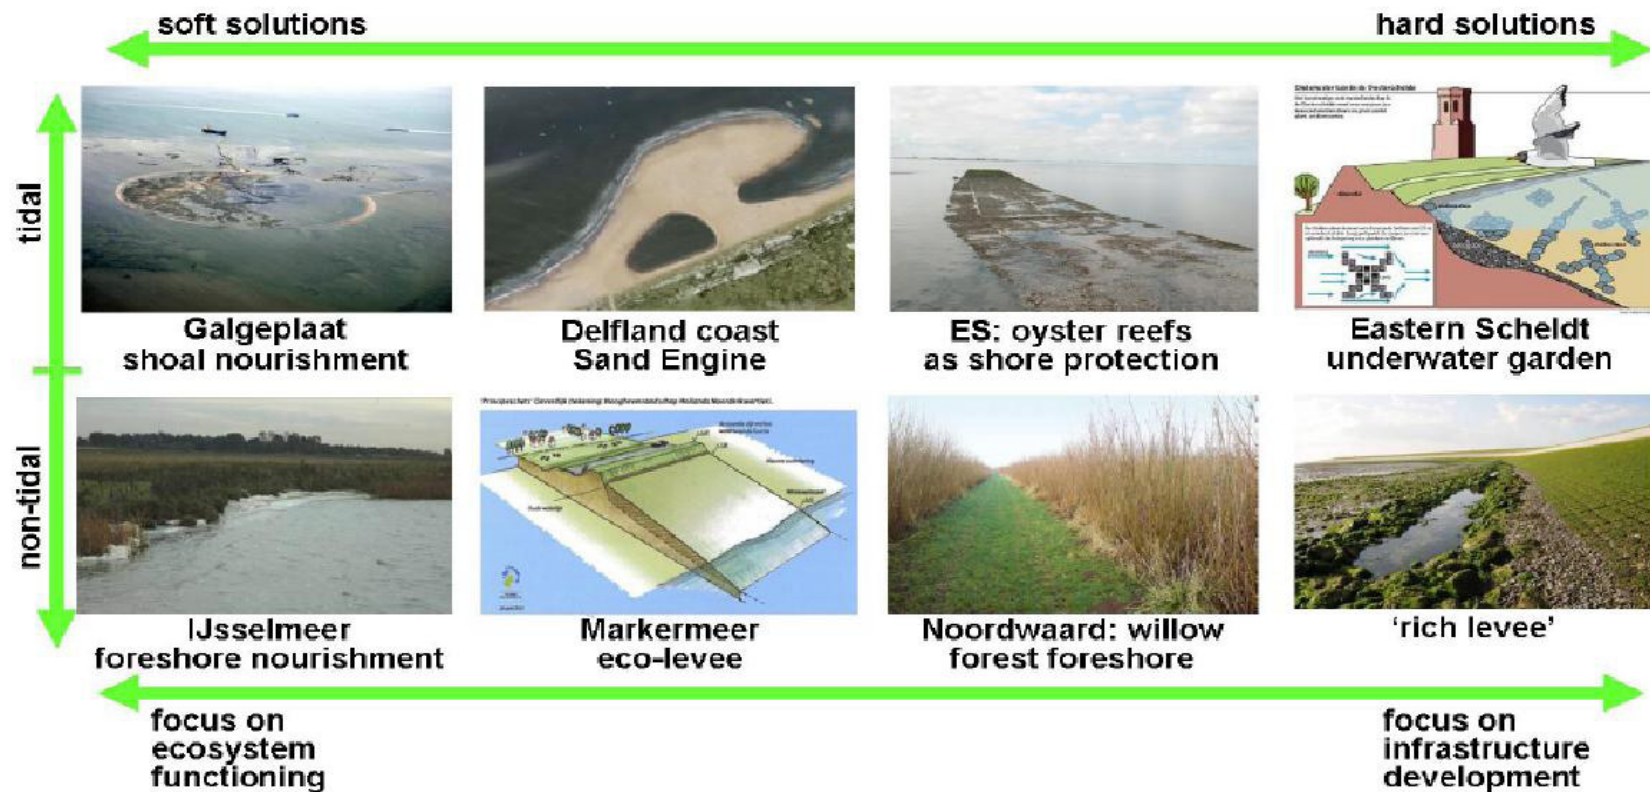 soft solutions
hard solutions
tidal
Galgeplaat
shoal nourishment
Delfland coast
Sand Engine
ES: oyster reefs
as shore protection
Eastern Scheldt
underwater garden
non-tidal
IJsselmeer
foreshore nourishment
Markermeer
eco-levee
Noordwaard: willow
forest foreshore
‘rich levee’
focus on
ecosystem
functioning
focus on
infrastructure
development